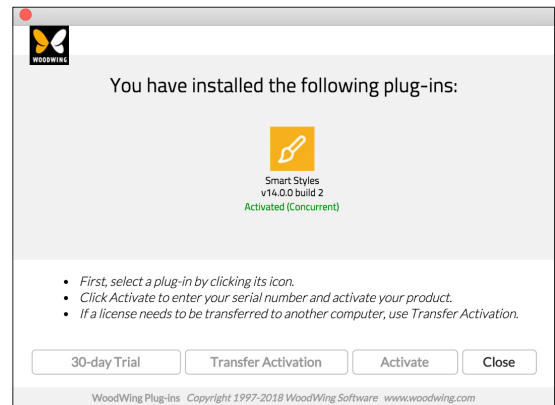 WOODWING
You have installed the following plug-ins:
Smart Styles
v14.0.0 build 2
Activated (Concurrent)
• First, select a plug-in by clicking its icon.
• Click Activate to enter your serial number and activate your product.
• If a license needs to be transferred to another computer, use Transfer Activation.
30-day Trial Transfer Activation Activate Close
WoodWing Plug-ins Copyright 1997-2018 WoodWing Software www.woodwing.com